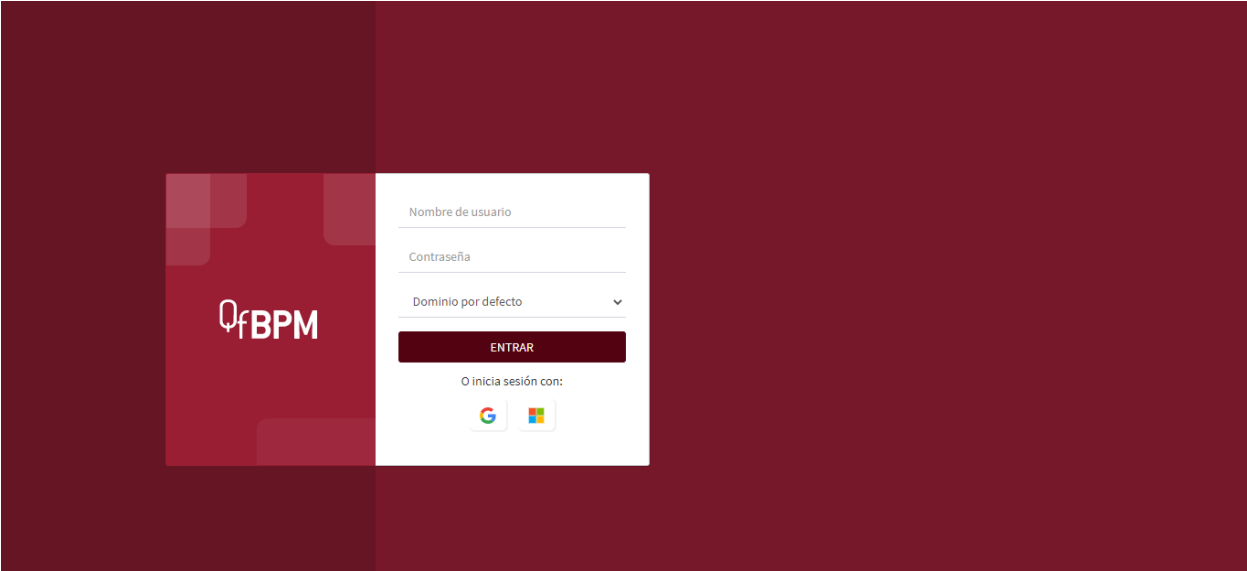 QfBPM
Nombre de usuario
Contraseña
Dominio por defecto
ENTRAR
O inicia sesión con: